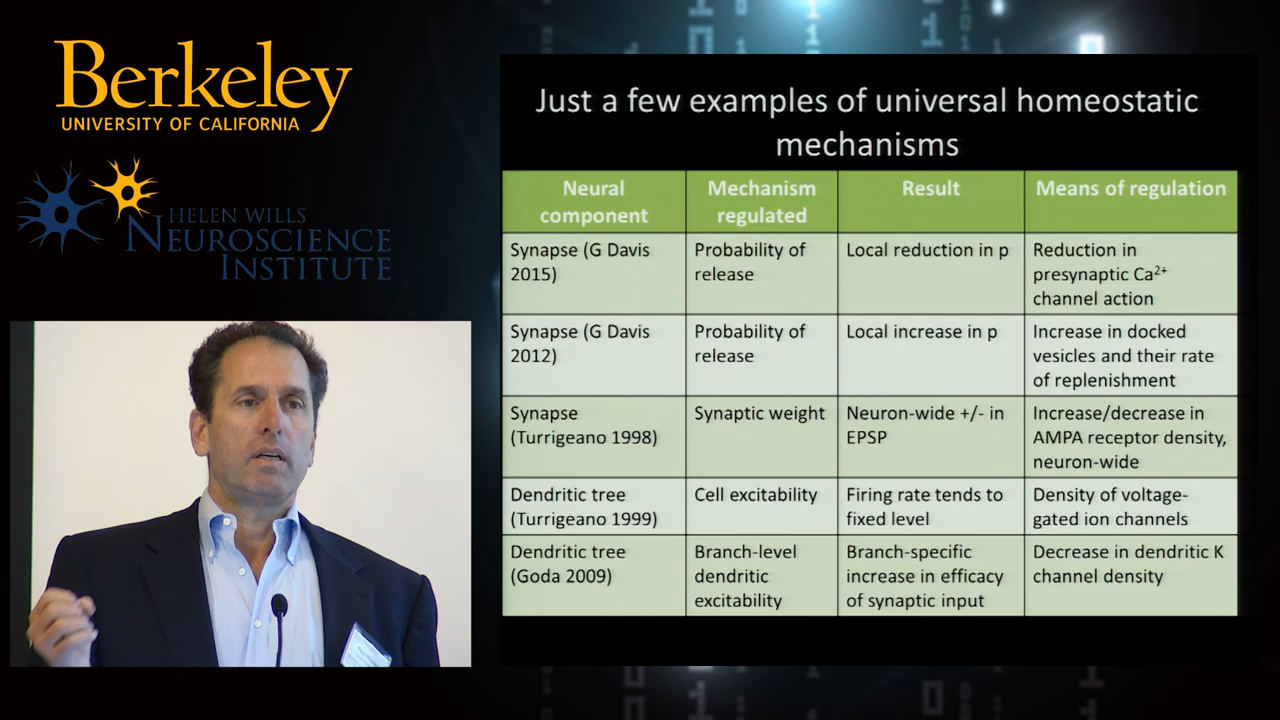 Berkeley
UNIVERSITY OF CALIFORNIA
HELEN WILLS
NEUROSCIENCE
INSTITUTE
Just a few examples of universal homeostatic
mechanisms
Neural
component
Mechanism
regulated
Result
Means of regulation
Synapse (G Davis
2015)
Probability of
release
Local reduction in p
Reduction in
presynaptic Ca²⁺
channel action
Synapse (G Davis
2012)
Probability of
release
Local increase in p
Increase in docked
vesicles and their rate
of replenishment
Synapse
(Turrigeano 1998)
Synaptic weight
Neuron-wide +/- in
EPSP
Increase/decrease in
AMPA receptor density,
neuron-wide
Dendritic tree
(Turrigeano 1999)
Cell excitability
Firing rate tends to
fixed level
Density of voltage-
gated ion channels
Dendritic tree
(Goda 2009)
Branch-level
dendritic
excitability
Branch-specific
increase in efficacy
of synaptic input
Decrease in dendritic K
channel density